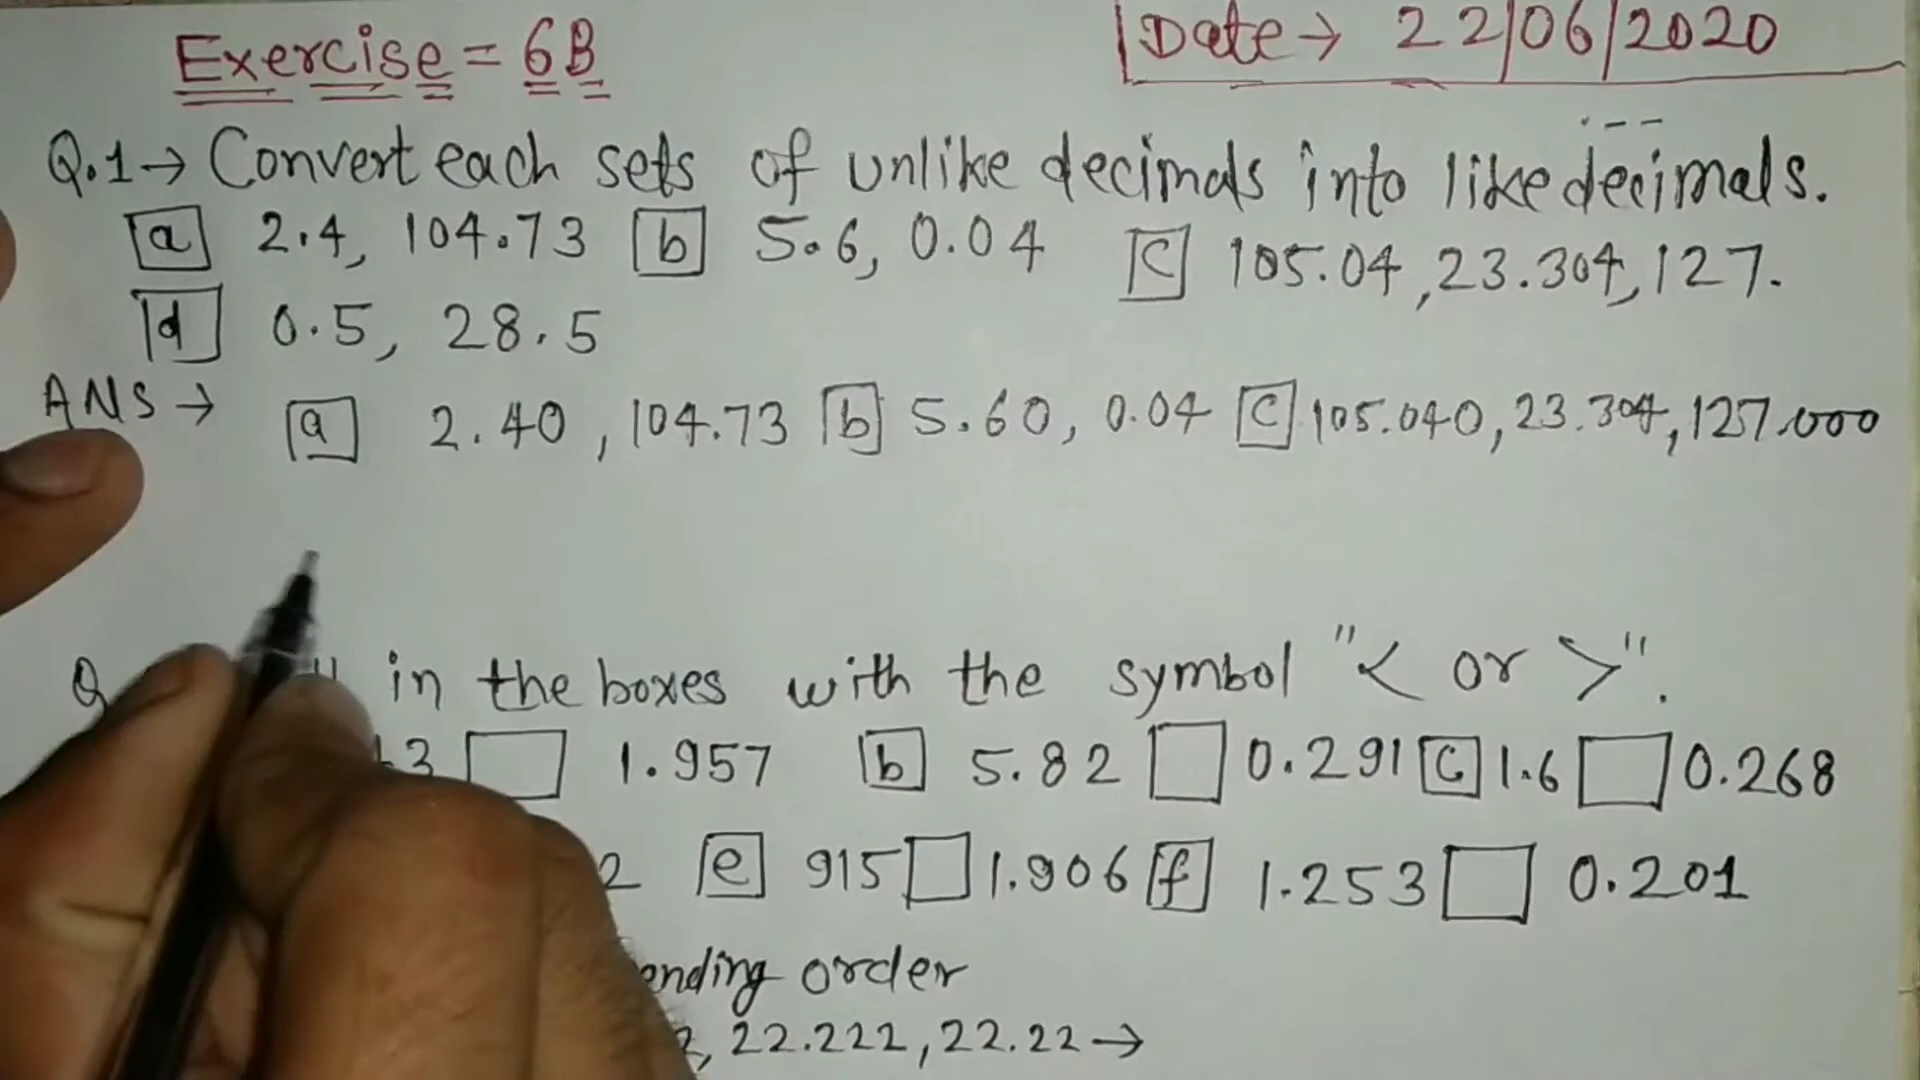 Exercise = 6B
Date → 22/06/2020
Q.1→ Convert each sets of unlike decimals into like decimals.
a 2.4, 104.73 b 5.6, 0.04 c 105.04, 23.304, 127.
d 0.5, 28.5
ANS → a 2.40, 104.73 b 5.60, 0.04 c 105.040, 23.304, 127.000
Q in the boxes with the symbol "< or >".
3 1.957 b 5.82 0.291 c 1.6 0.268
2 e 915 1.906 f 1.253 0.201
ending order
2, 22.222, 22.22 →